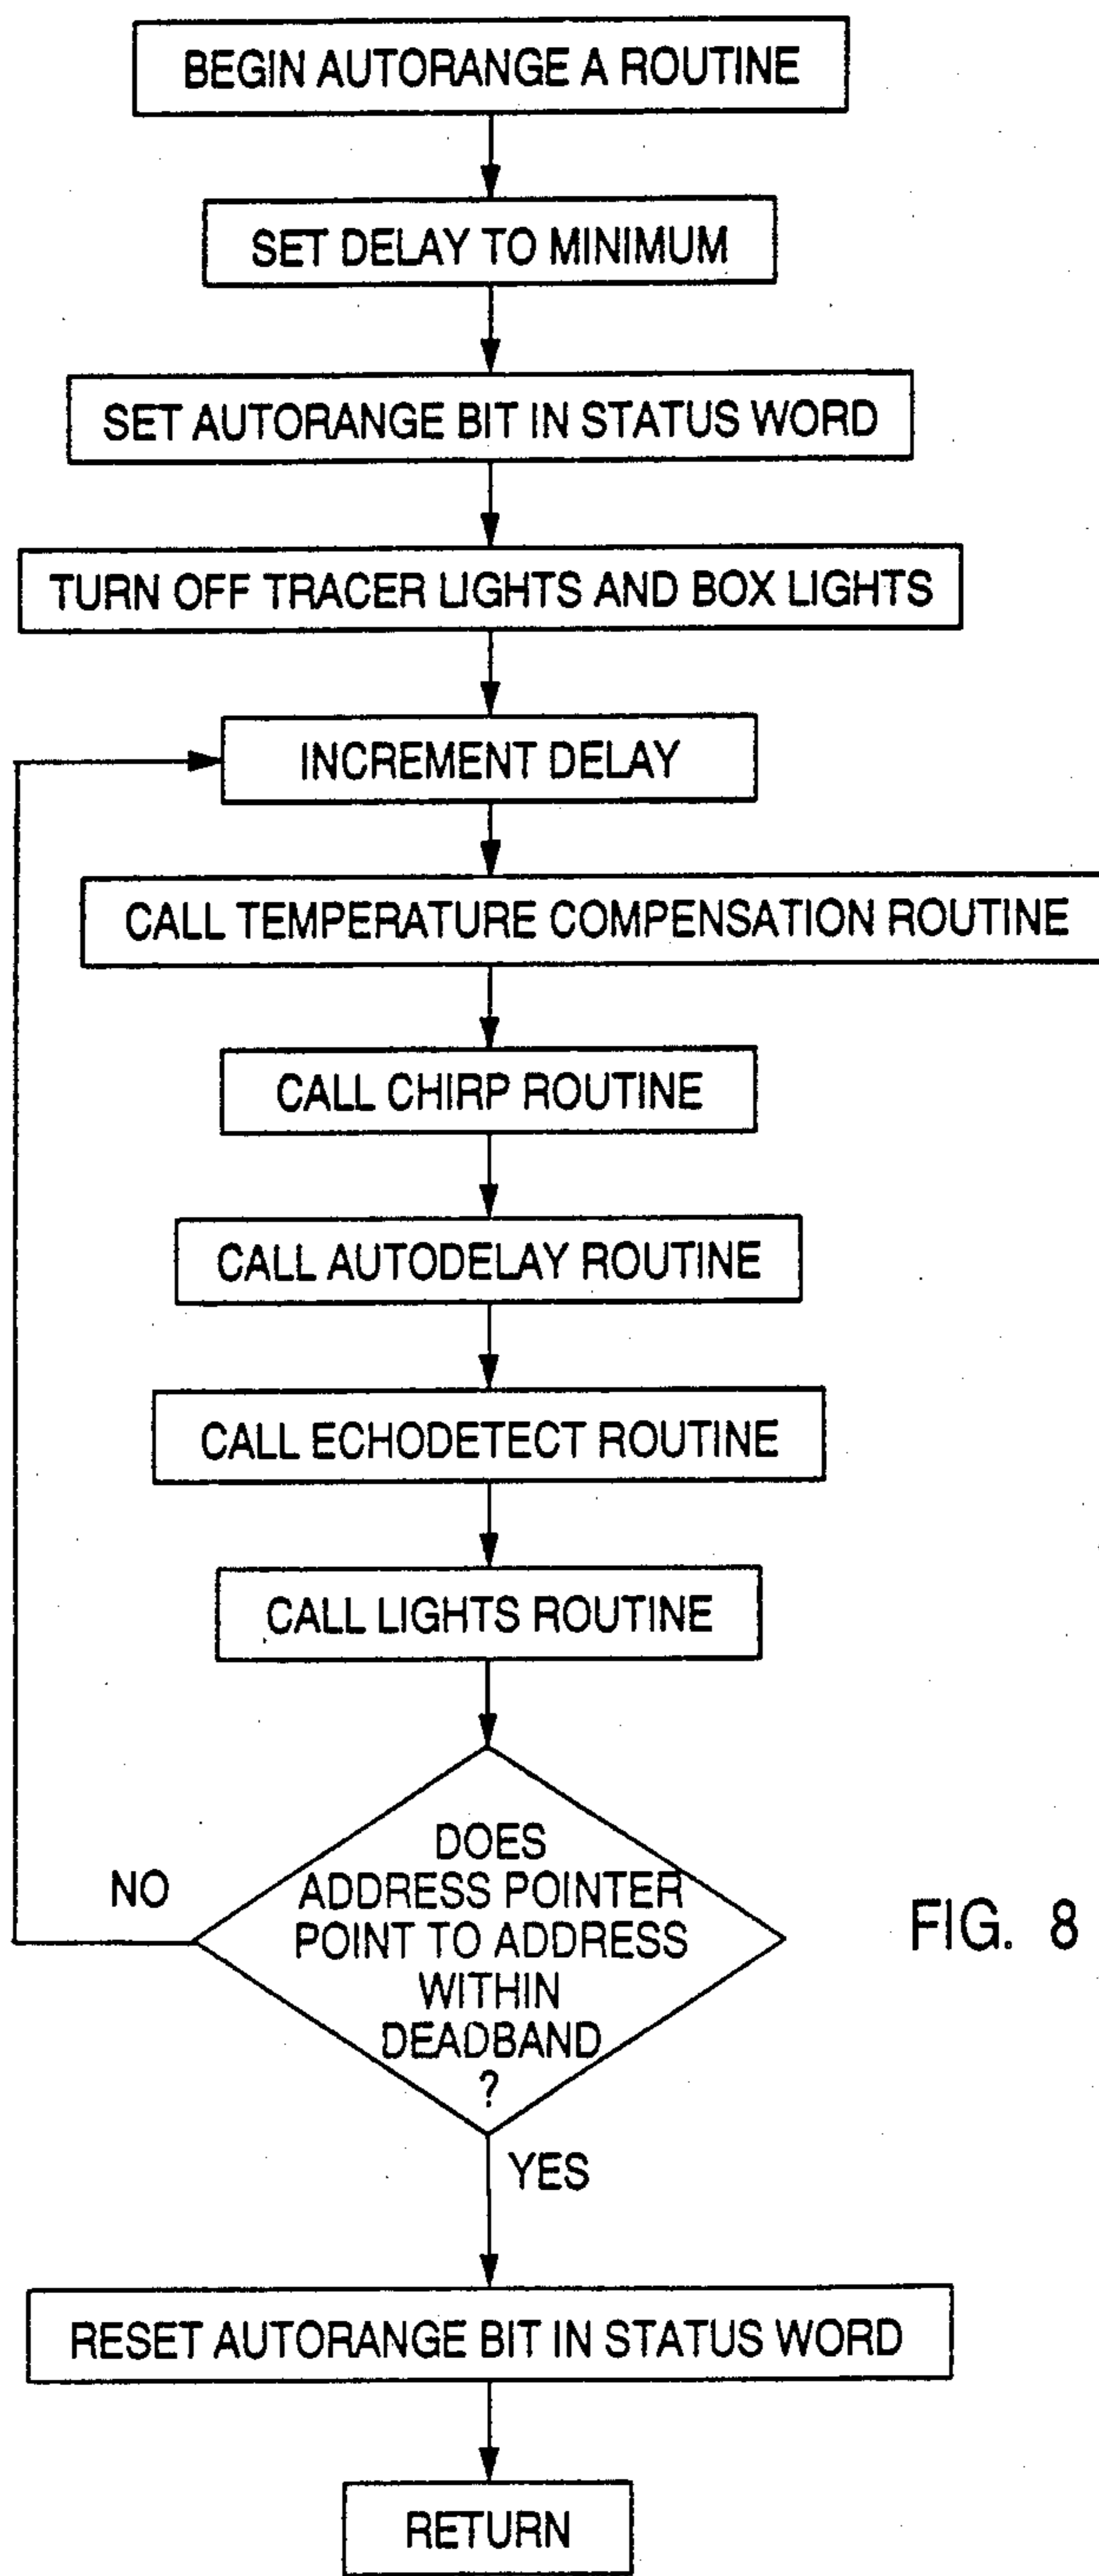 BEGIN AUTORANGE A ROUTINE
SET DELAY TO MINIMUM
SET AUTORANGE BIT IN STATUS WORD
TURN OFF TRACER LIGHTS AND BOX LIGHTS
INCREMENT DELAY
CALL TEMPERATURE COMPENSATION ROUTINE
CALL CHIRP ROUTINE
CALL AUTODELAY ROUTINE
CALL ECHODETECT ROUTINE
CALL LIGHTS ROUTINE
DOES
ADDRESS POINTER
POINT TO ADDRESS
WITHIN
DEADBAND
?
NO
YES
FIG. 8
RESET AUTORANGE BIT IN STATUS WORD
RETURN